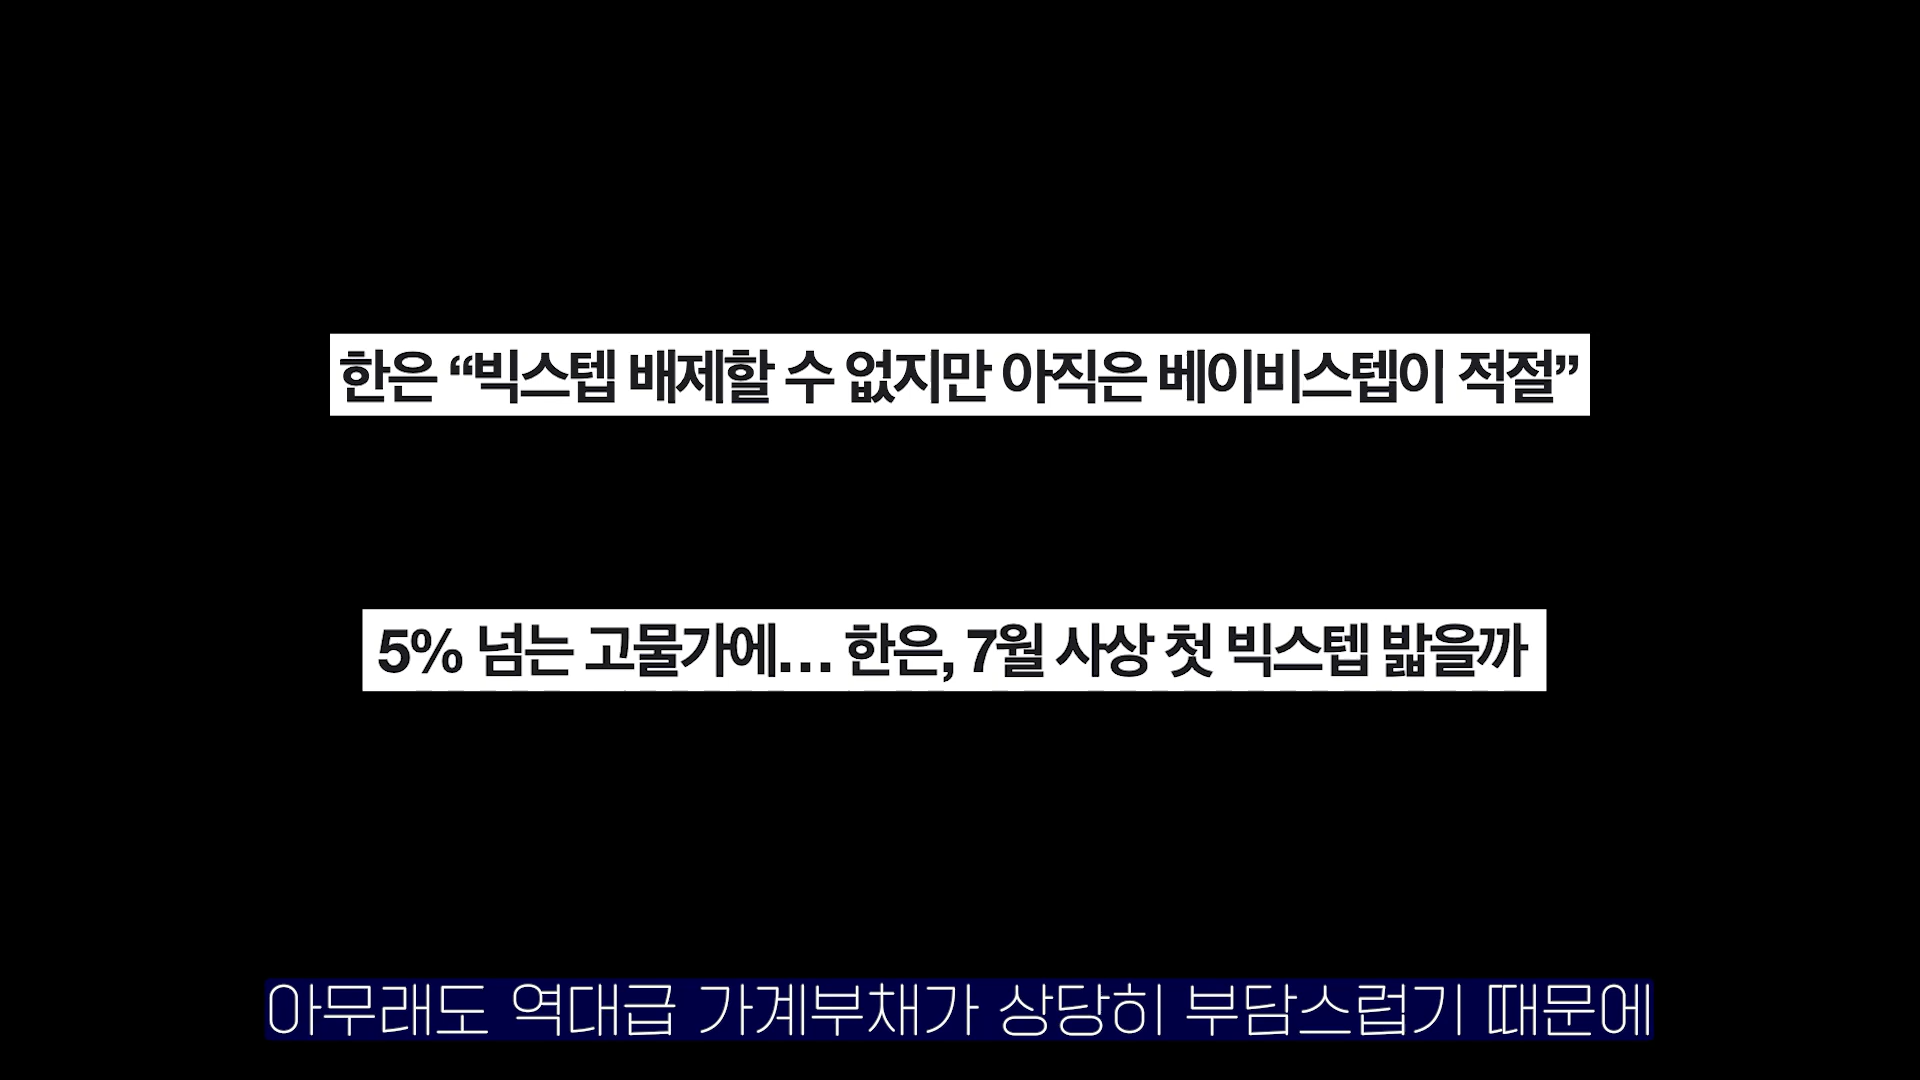 한은 “빅스텝 배제할 수 없지만 아직은 베이비스텝이 적절”
5% 넘는 고물가에... 한은, 7월 사상 첫 빅스텝 밟을까
아무래도 역대급 가계부채가 상당히 부담스럽기 때문에